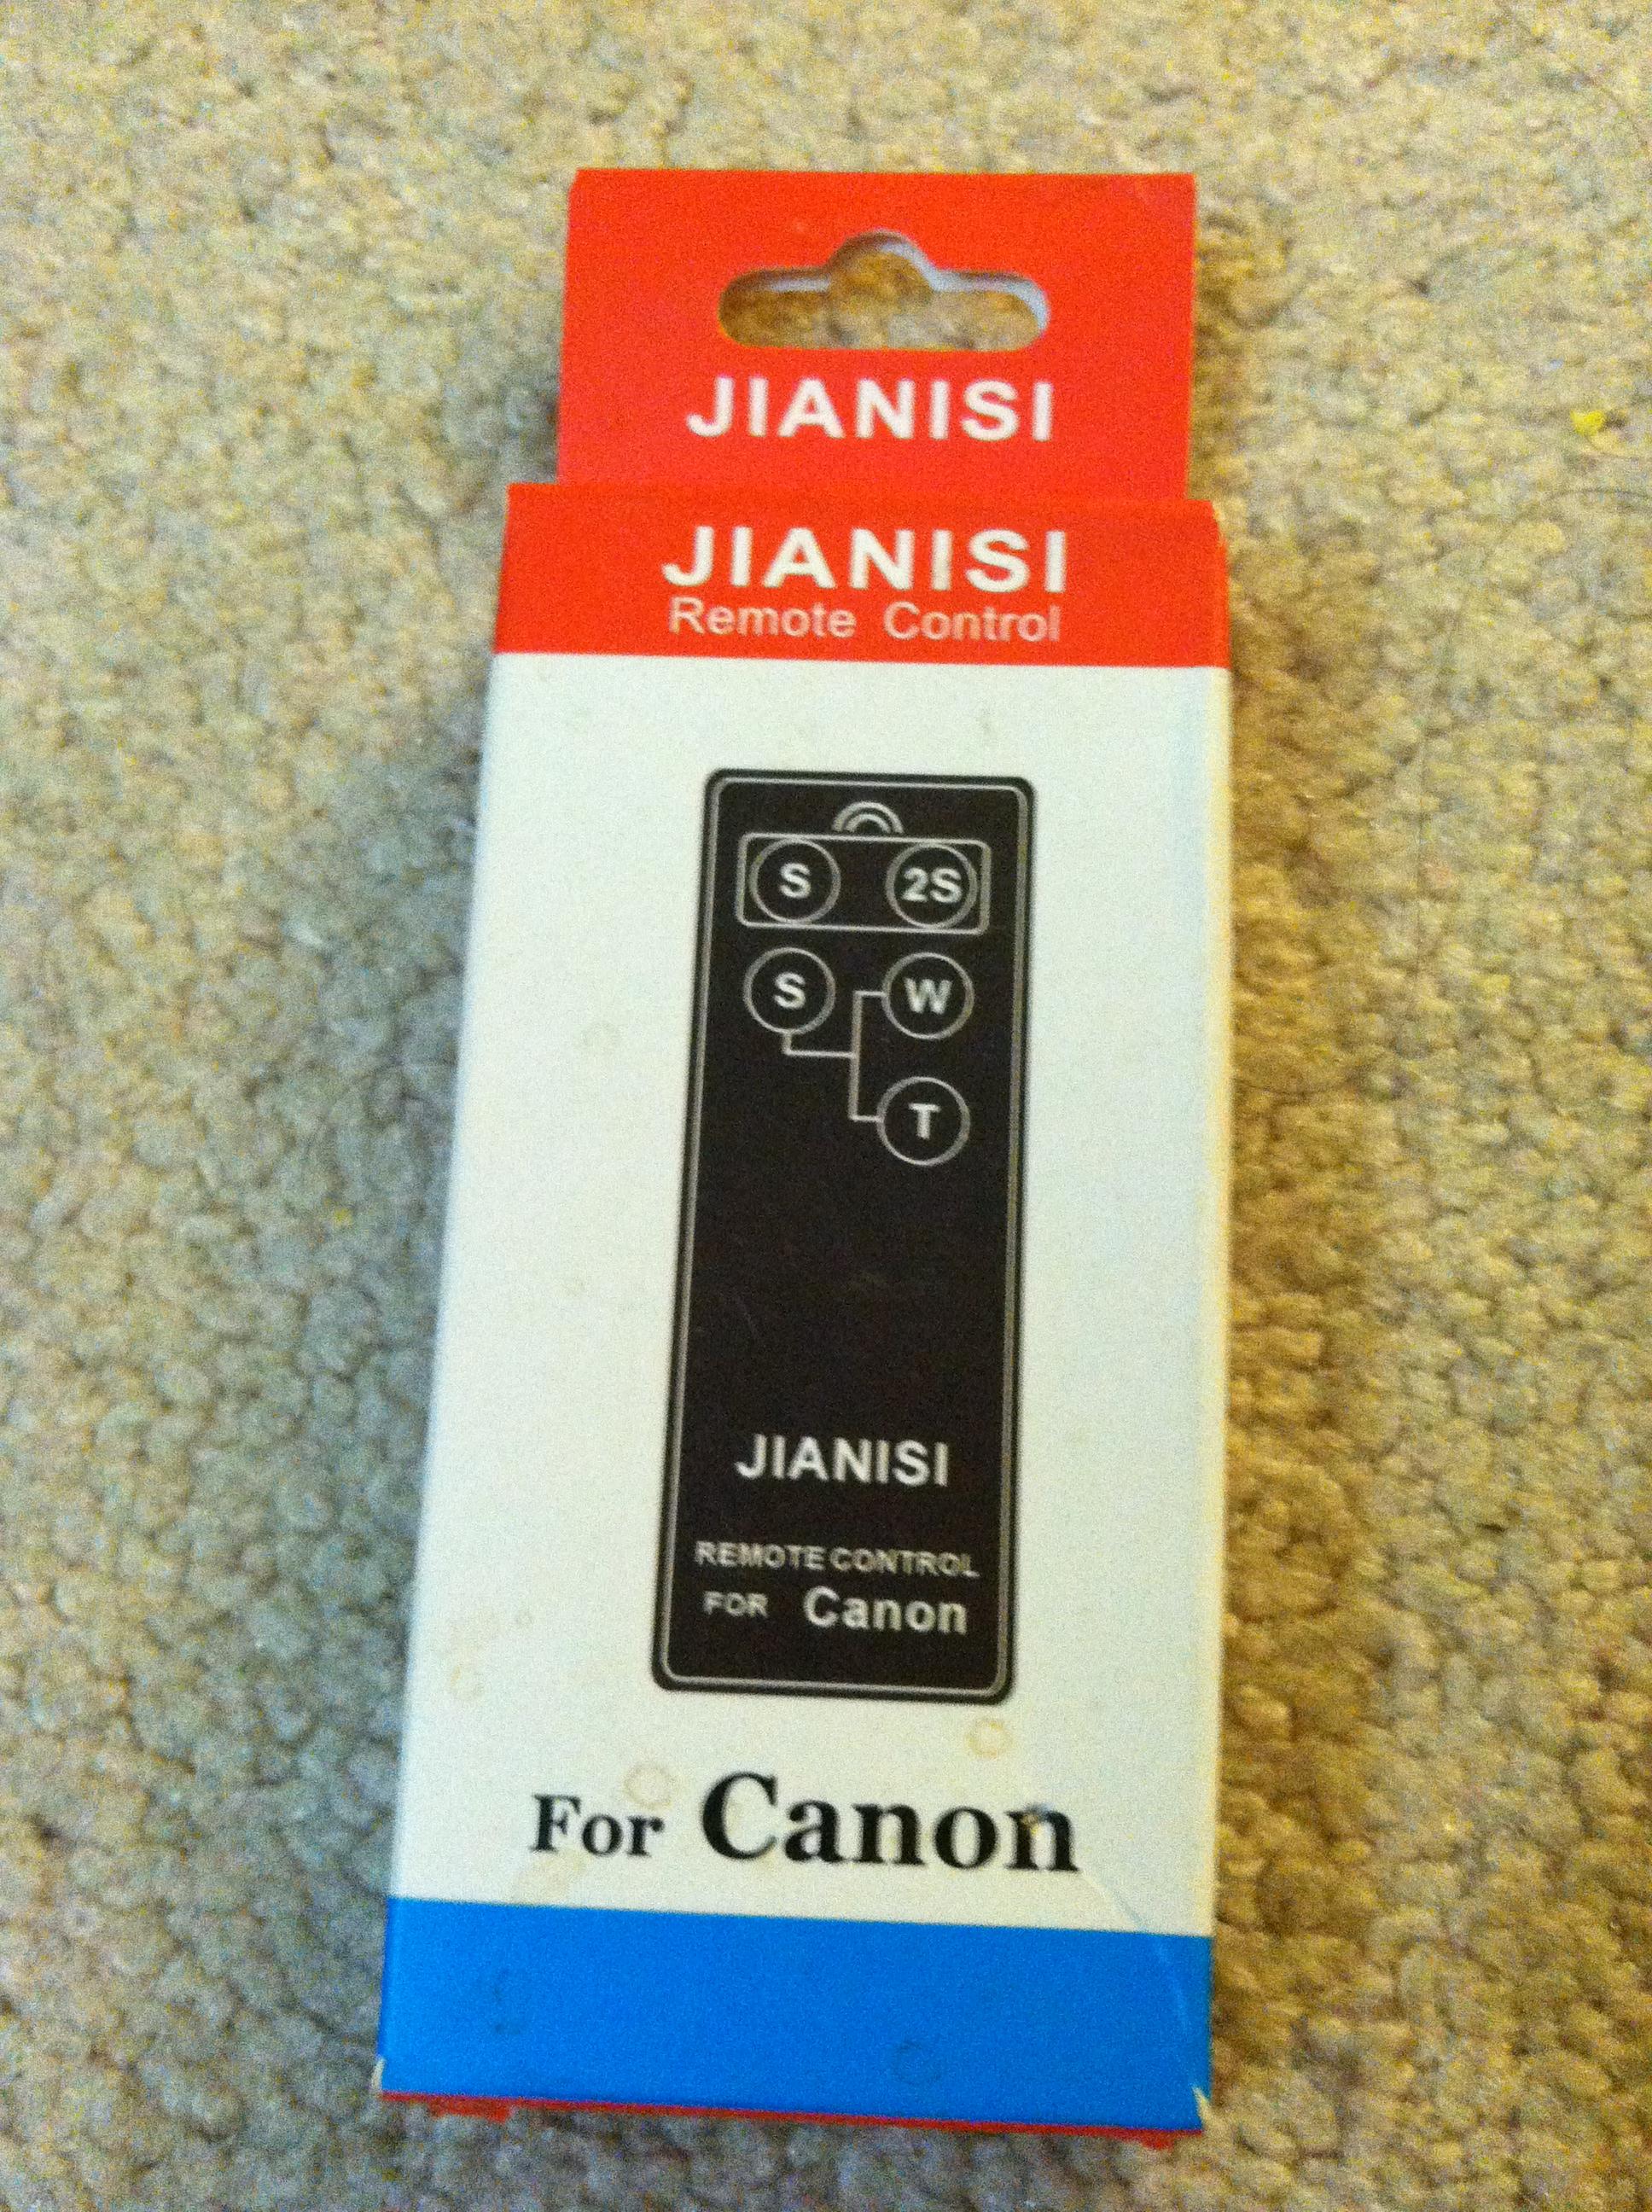 JIANISI
JIANISI
Remote Control
S 2S
S W
T
JIANISI
REMOTE CONTROL
FOR Canon
For Canon